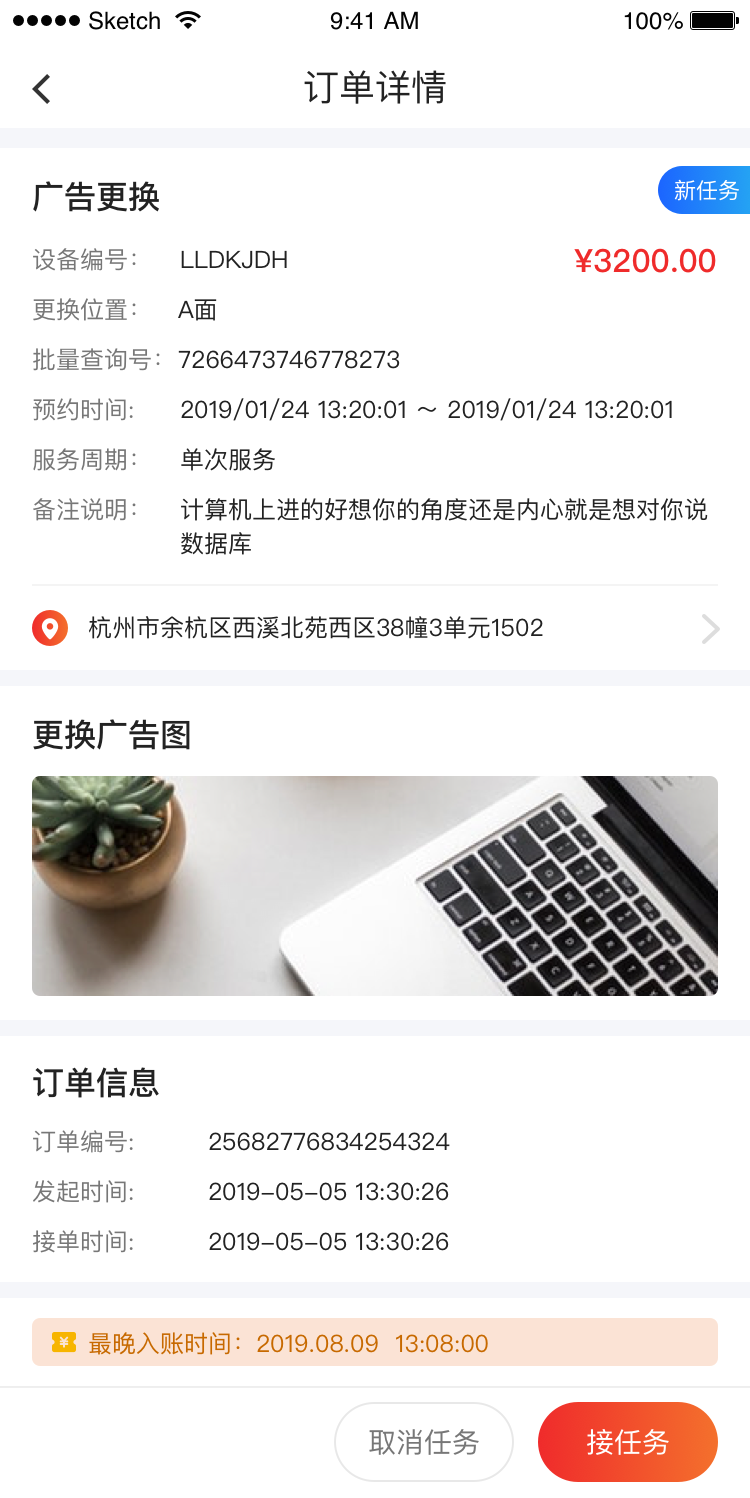 Sketch 9:41 AM 100%
订单详情
广告更换 新任务
设备编号： LLDKJDH ¥3200.00
更换位置： A面
批量查询号： 7266473746778273
预约时间: 2019/01/24 13:20:01 ～ 2019/01/24 13:20:01
服务周期： 单次服务
备注说明： 计算机上进的好想你的角度还是内心就是想对你说
数据库
杭州市余杭区西溪北苑西区38幢3单元1502
更换广告图
订单信息
订单编号: 25682776834254324
发起时间: 2019-05-05 13:30:26
接单时间: 2019-05-05 13:30:26
¥ 最晚入账时间：2019.08.09 13:08:00
取消任务 接任务